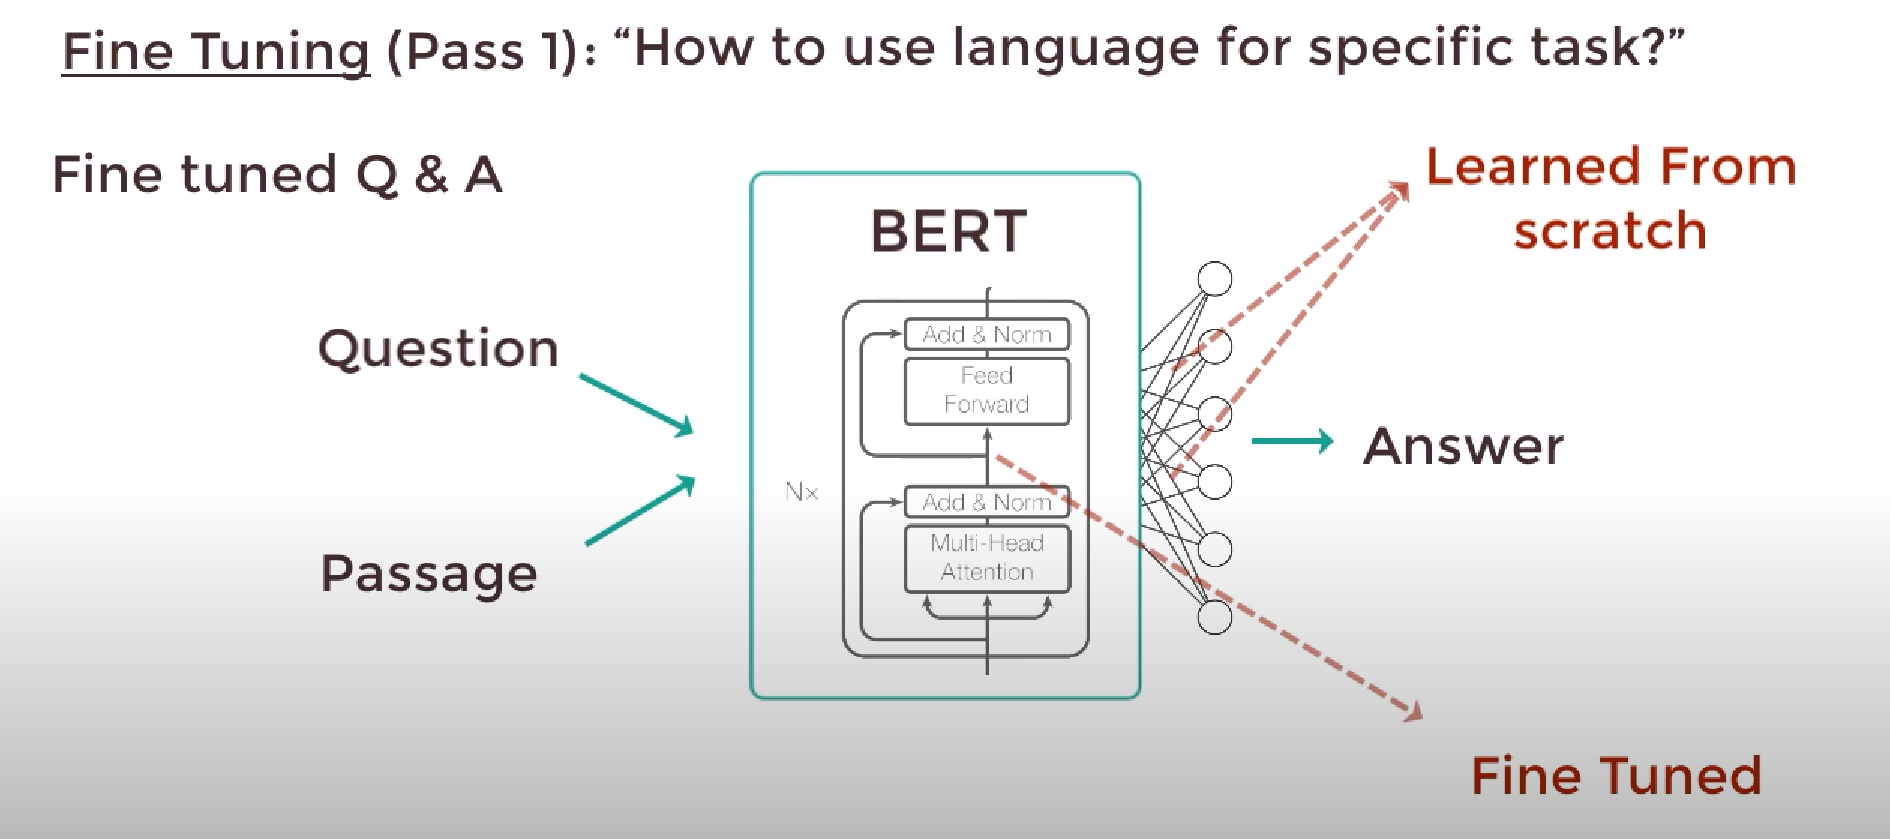 Fine Tuning (Pass 1): “How to use language for specific task?”
Fine tuned Q & A
Learned From
scratch
BERT
Question
Passage
Add & Norm
Feed
Forward
Nx
Add & Norm
Multi-Head
Attention
Answer
Fine Tuned